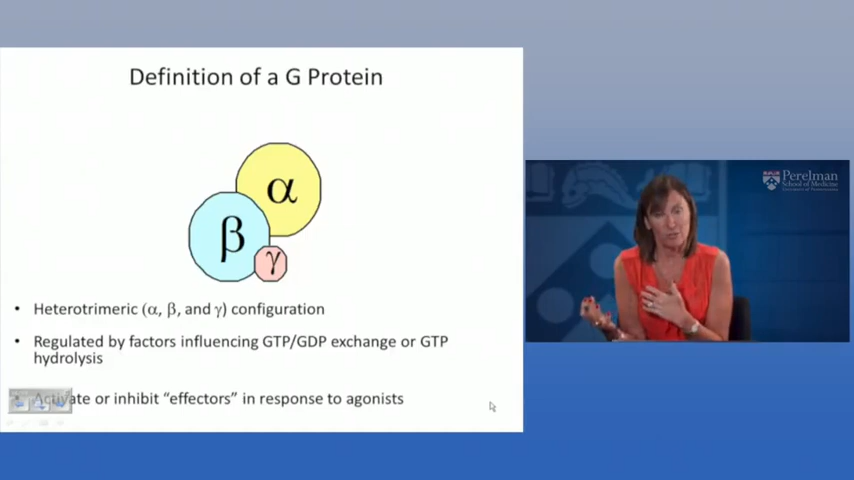 Definition of a G Protein
α
β
γ
• Heterotrimeric (α, β, and γ) configuration
• Regulated by factors influencing GTP/GDP exchange or GTP
hydrolysis
Activate or inhibit “effectors” in response to agonists
Perelman
School of Medicine